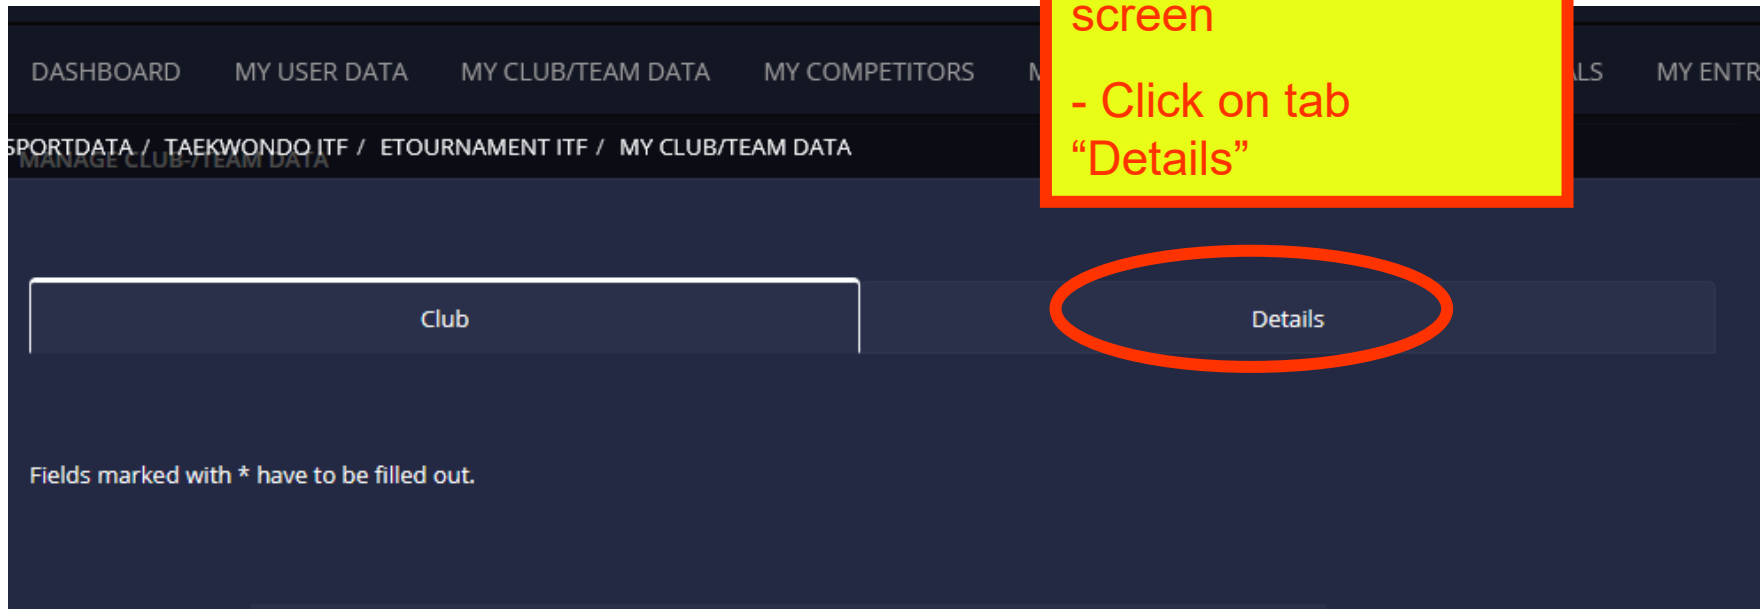 screen
- Click on tab
“Details”
DASHBOARD MY USER DATA MY CLUB/TEAM DATA MY COMPETITORS MY ENTR
SPORTDATA / TAEKWONDO ITF / ETOURNAMENT ITF / MY CLUB/TEAM DATA
MANAGE CLUB-/TEAM DATA
Club Details
Fields marked with * have to be filled out.